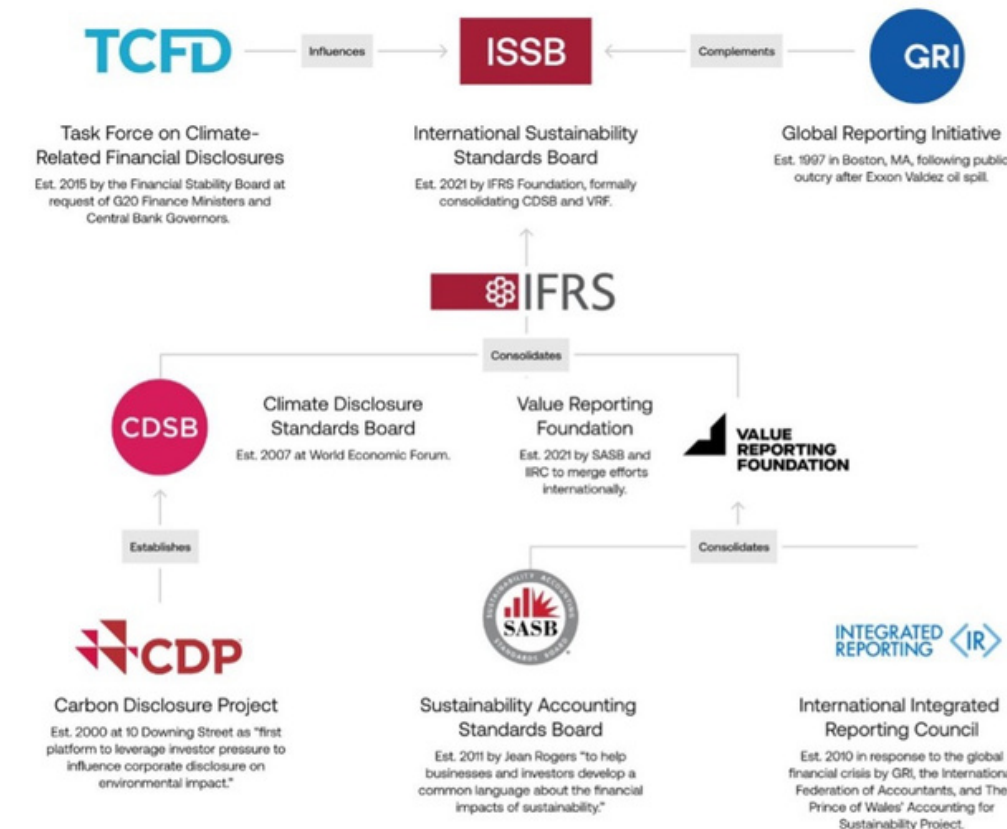 TCFD
Influences
ISSB
Complements
GRI
Task Force on Climate-
Related Financial Disclosures
Est. 2015 by the Financial Stability Board at
request of G20 Finance Ministers and
Central Bank Governors.
International Sustainability
Standards Board
Est. 2021 by IFRS Foundation, formally
consolidating CDSB and VRF.
Global Reporting Initiative
Est. 1997 in Boston, MA, following public
outcry after Exxon Valdez oil spill.
IFRS
Consolidates
CDSB
Climate Disclosure
Standards Board
Est. 2007 at World Economic Forum.
Value Reporting
Foundation
Est. 2021 by SASB and
IIRC to merge efforts
internationally.
VALUE
REPORTING
FOUNDATION
Establishes
Consolidates
CDP
Carbon Disclosure Project
Est. 2000 at 10 Downing Street as "first
platform to leverage investor pressure to
influence corporate disclosure on
environmental impact."
SUSTAINABILITY ACCOUNTING
SASB
STANDARDS BOARD
Sustainability Accounting
Standards Board
Est. 2011 by Jean Rogers "to help
businesses and investors develop a
common language about the financial
impacts of sustainability."
INTEGRATED
REPORTING
<IR>
International Integrated
Reporting Council
Est. 2010 in response to the global
financial crisis by GRI, the Internationa
Federation of Accountants, and The
Prince of Wales' Accounting for
Sustainability Project.